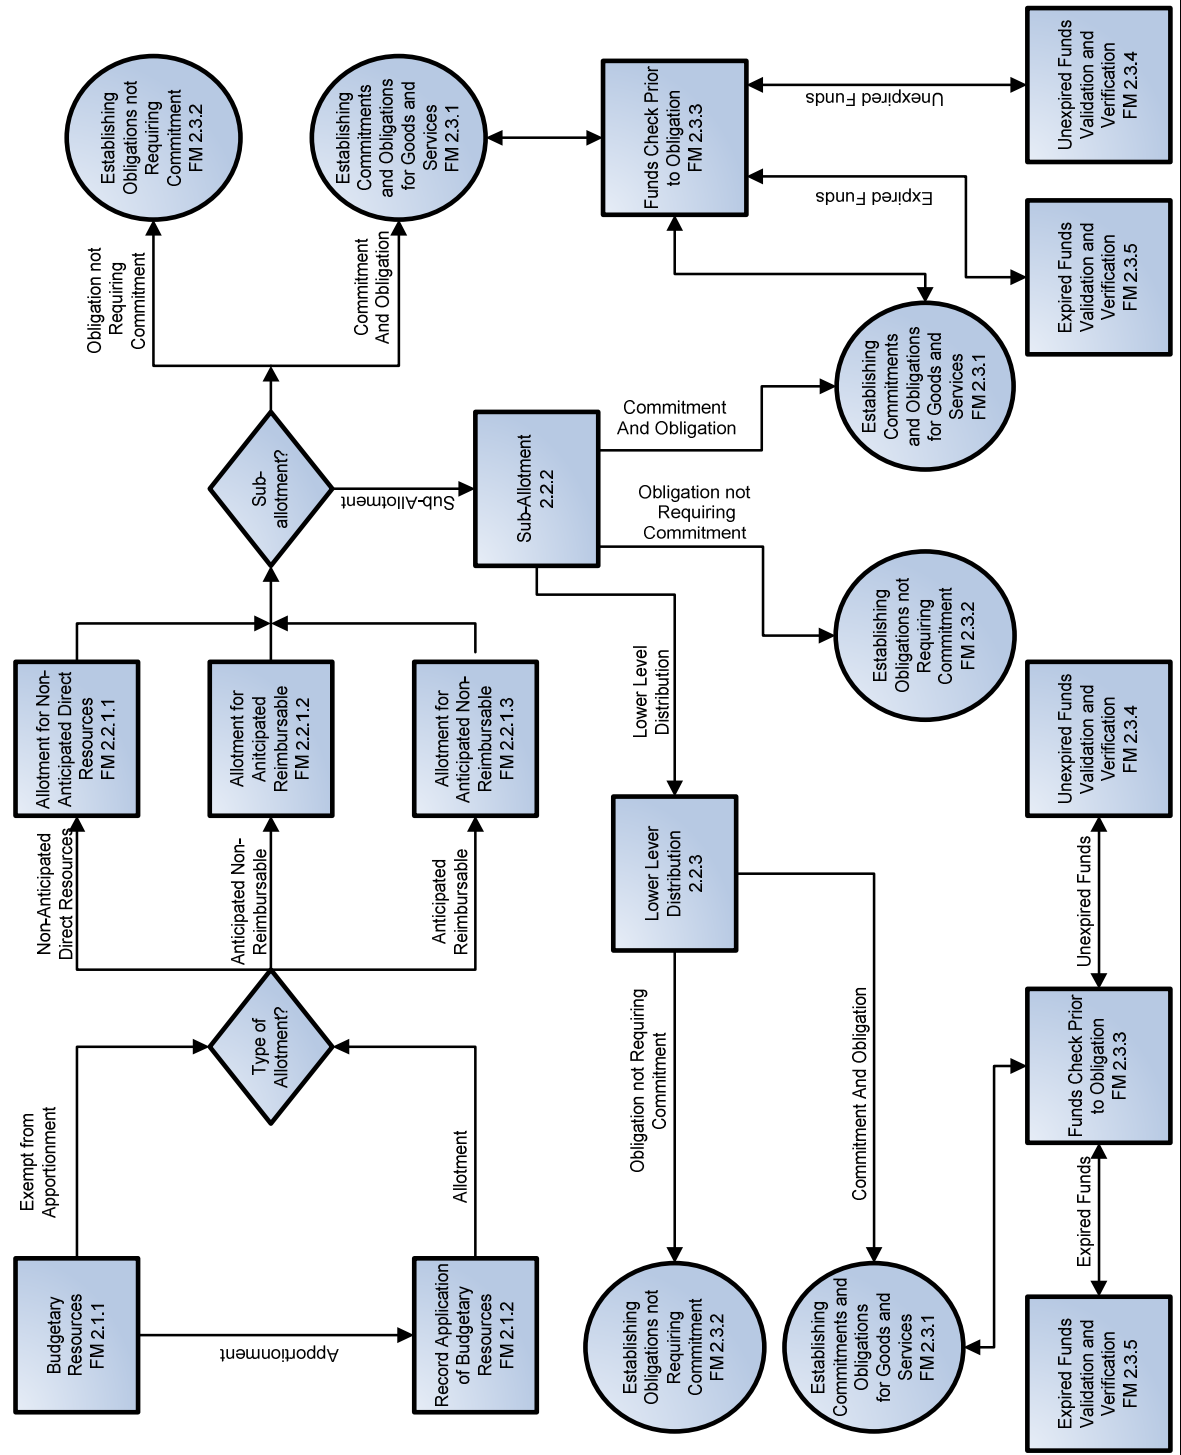 Budgetary
Resources
FM 2.1.1
Exempt from
Apportionment
Apportionment
Record Application
of Budgetary
Resources
FM 2.1.2
Allotment
Type of
Allotment?
Non-Anticipated
Direct Resources
Anticipated Non-
Reimbursable
Anticipated
Reimbursable
Allotment for Non-
Anticipated Direct
Resources
FM 2.2.1.1
Allotment for
Anitcipated
Reimbursable
FM 2.2.1.2
Allotment for
Anticipated Non-
Reimbursable
FM 2.2.1.3
Sub-
allotment?
Obligation not
Requiring
Commitment
Commitment
And Obligation
Establishing
Obligations not
Requiring
Commitment
FM 2.3.2
Establishing
Commitments
and Obligations
for Goods and
Services
FM 2.3.1
Sub-Allotment
Sub-Allotment
2.2.2
Commitment
And Obligation
Obligation not
Requiring
Commitment
Lower Level
Distribution
Funds Check Prior
to Obligation
FM 2.3.3
Unexpired Funds
Expired Funds
Unexpired Funds
Validation and
Verification
FM 2.3.4
Expired Funds
Validation and
Verification
FM 2.3.5
Establishing
Commitments
and Obligations
for Goods and
Services
FM 2.3.1
Establishing
Obligations not
Requiring
Commitment
FM 2.3.2
Lower Lever
Distribution
2.2.3
Obligation not Requiring
Commitment
Commitment And Obligation
Establishing
Obligations not
Requiring
Commitment
FM 2.3.2
Establishing
Commitments and
Obligations
for Goods and
Services
FM 2.3.1
Funds Check Prior
to Obligation
FM 2.3.3
Expired Funds
Unexpired Funds
Expired Funds
Validation and
Verification
FM 2.3.5
Unexpired Funds
Validation and
Verification
FM 2.3.4